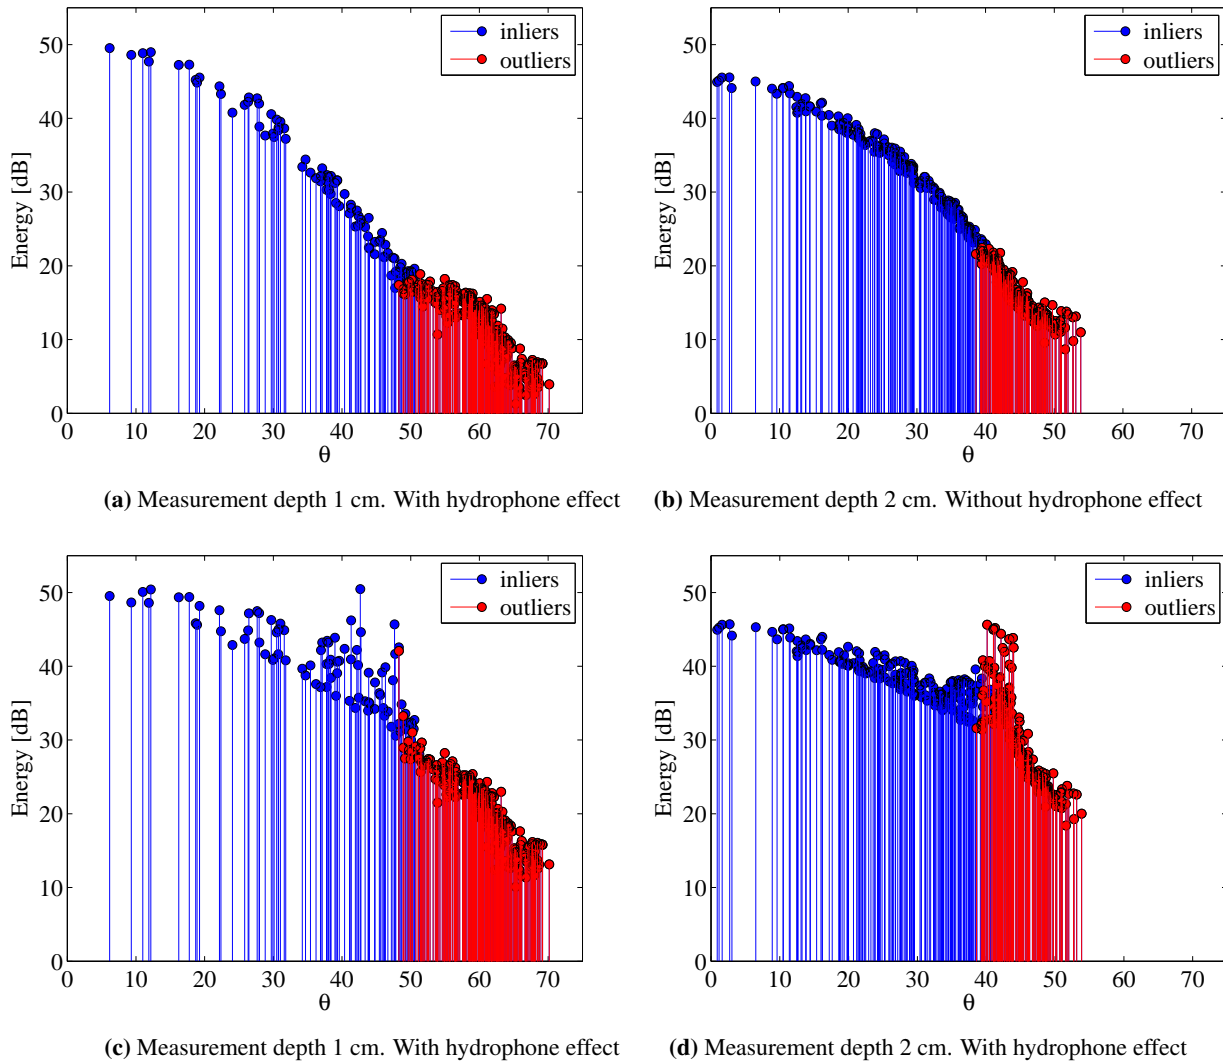 50
40
30
20
10
0
Energy [dB]
inliers
outliers
0 10 20 30 40 50 60 70
θ
(a) Measurement depth 1 cm. With hydrophone effect
50
40
30
20
10
0
Energy [dB]
inliers
outliers
0 10 20 30 40 50 60 70
θ
(b) Measurement depth 2 cm. Without hydrophone effect
50
40
30
20
10
0
Energy [dB]
inliers
outliers
0 10 20 30 40 50 60 70
θ
(c) Measurement depth 1 cm. With hydrophone effect
50
40
30
20
10
0
Energy [dB]
inliers
outliers
0 10 20 30 40 50 60 70
θ
(d) Measurement depth 2 cm. With hydrophone effect